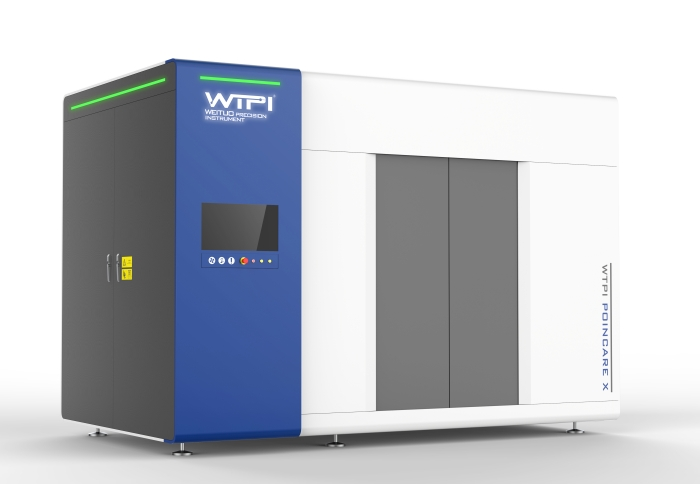 WTPI®
WEITUO PRECISION
INSTRUMENT
WTPI POINCARE X